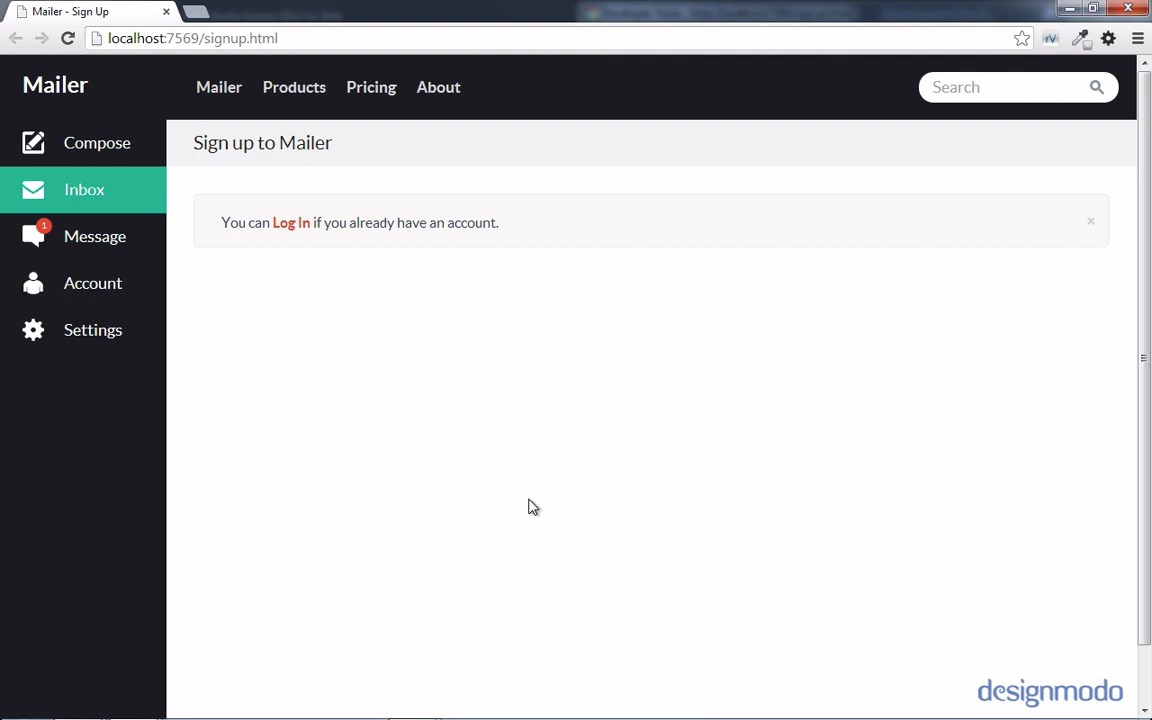 Mailer - Sign Up
localhost:7569/signup.html
Mailer
Mailer Products Pricing About
Search
Compose
Inbox
1
Message
Account
Settings
Sign up to Mailer
You can Log In if you already have an account.
designmodo